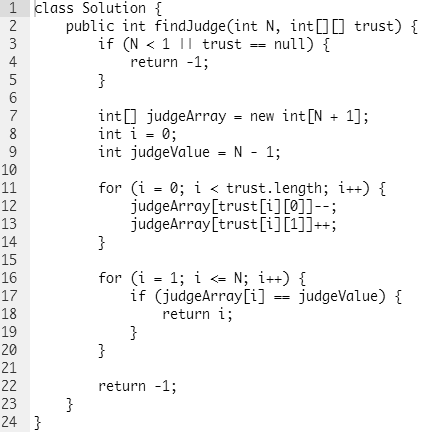 1 class Solution {
2     public int findJudge(int N, int[][] trust) {
3         if (N < 1 || trust == null) {
4             return -1;
5         }
6
7         int[] judgeArray = new int[N + 1];
8         int i = 0;
9         int judgeValue = N - 1;
10
11         for (i = 0; i < trust.length; i++) {
12             judgeArray[trust[i][0]]--;
13             judgeArray[trust[i][1]]++;
14         }
15
16         for (i = 1; i <= N; i++) {
17             if (judgeArray[i] == judgeValue) {
18                 return i;
19             }
20         }
21
22         return -1;
23     }
24 }